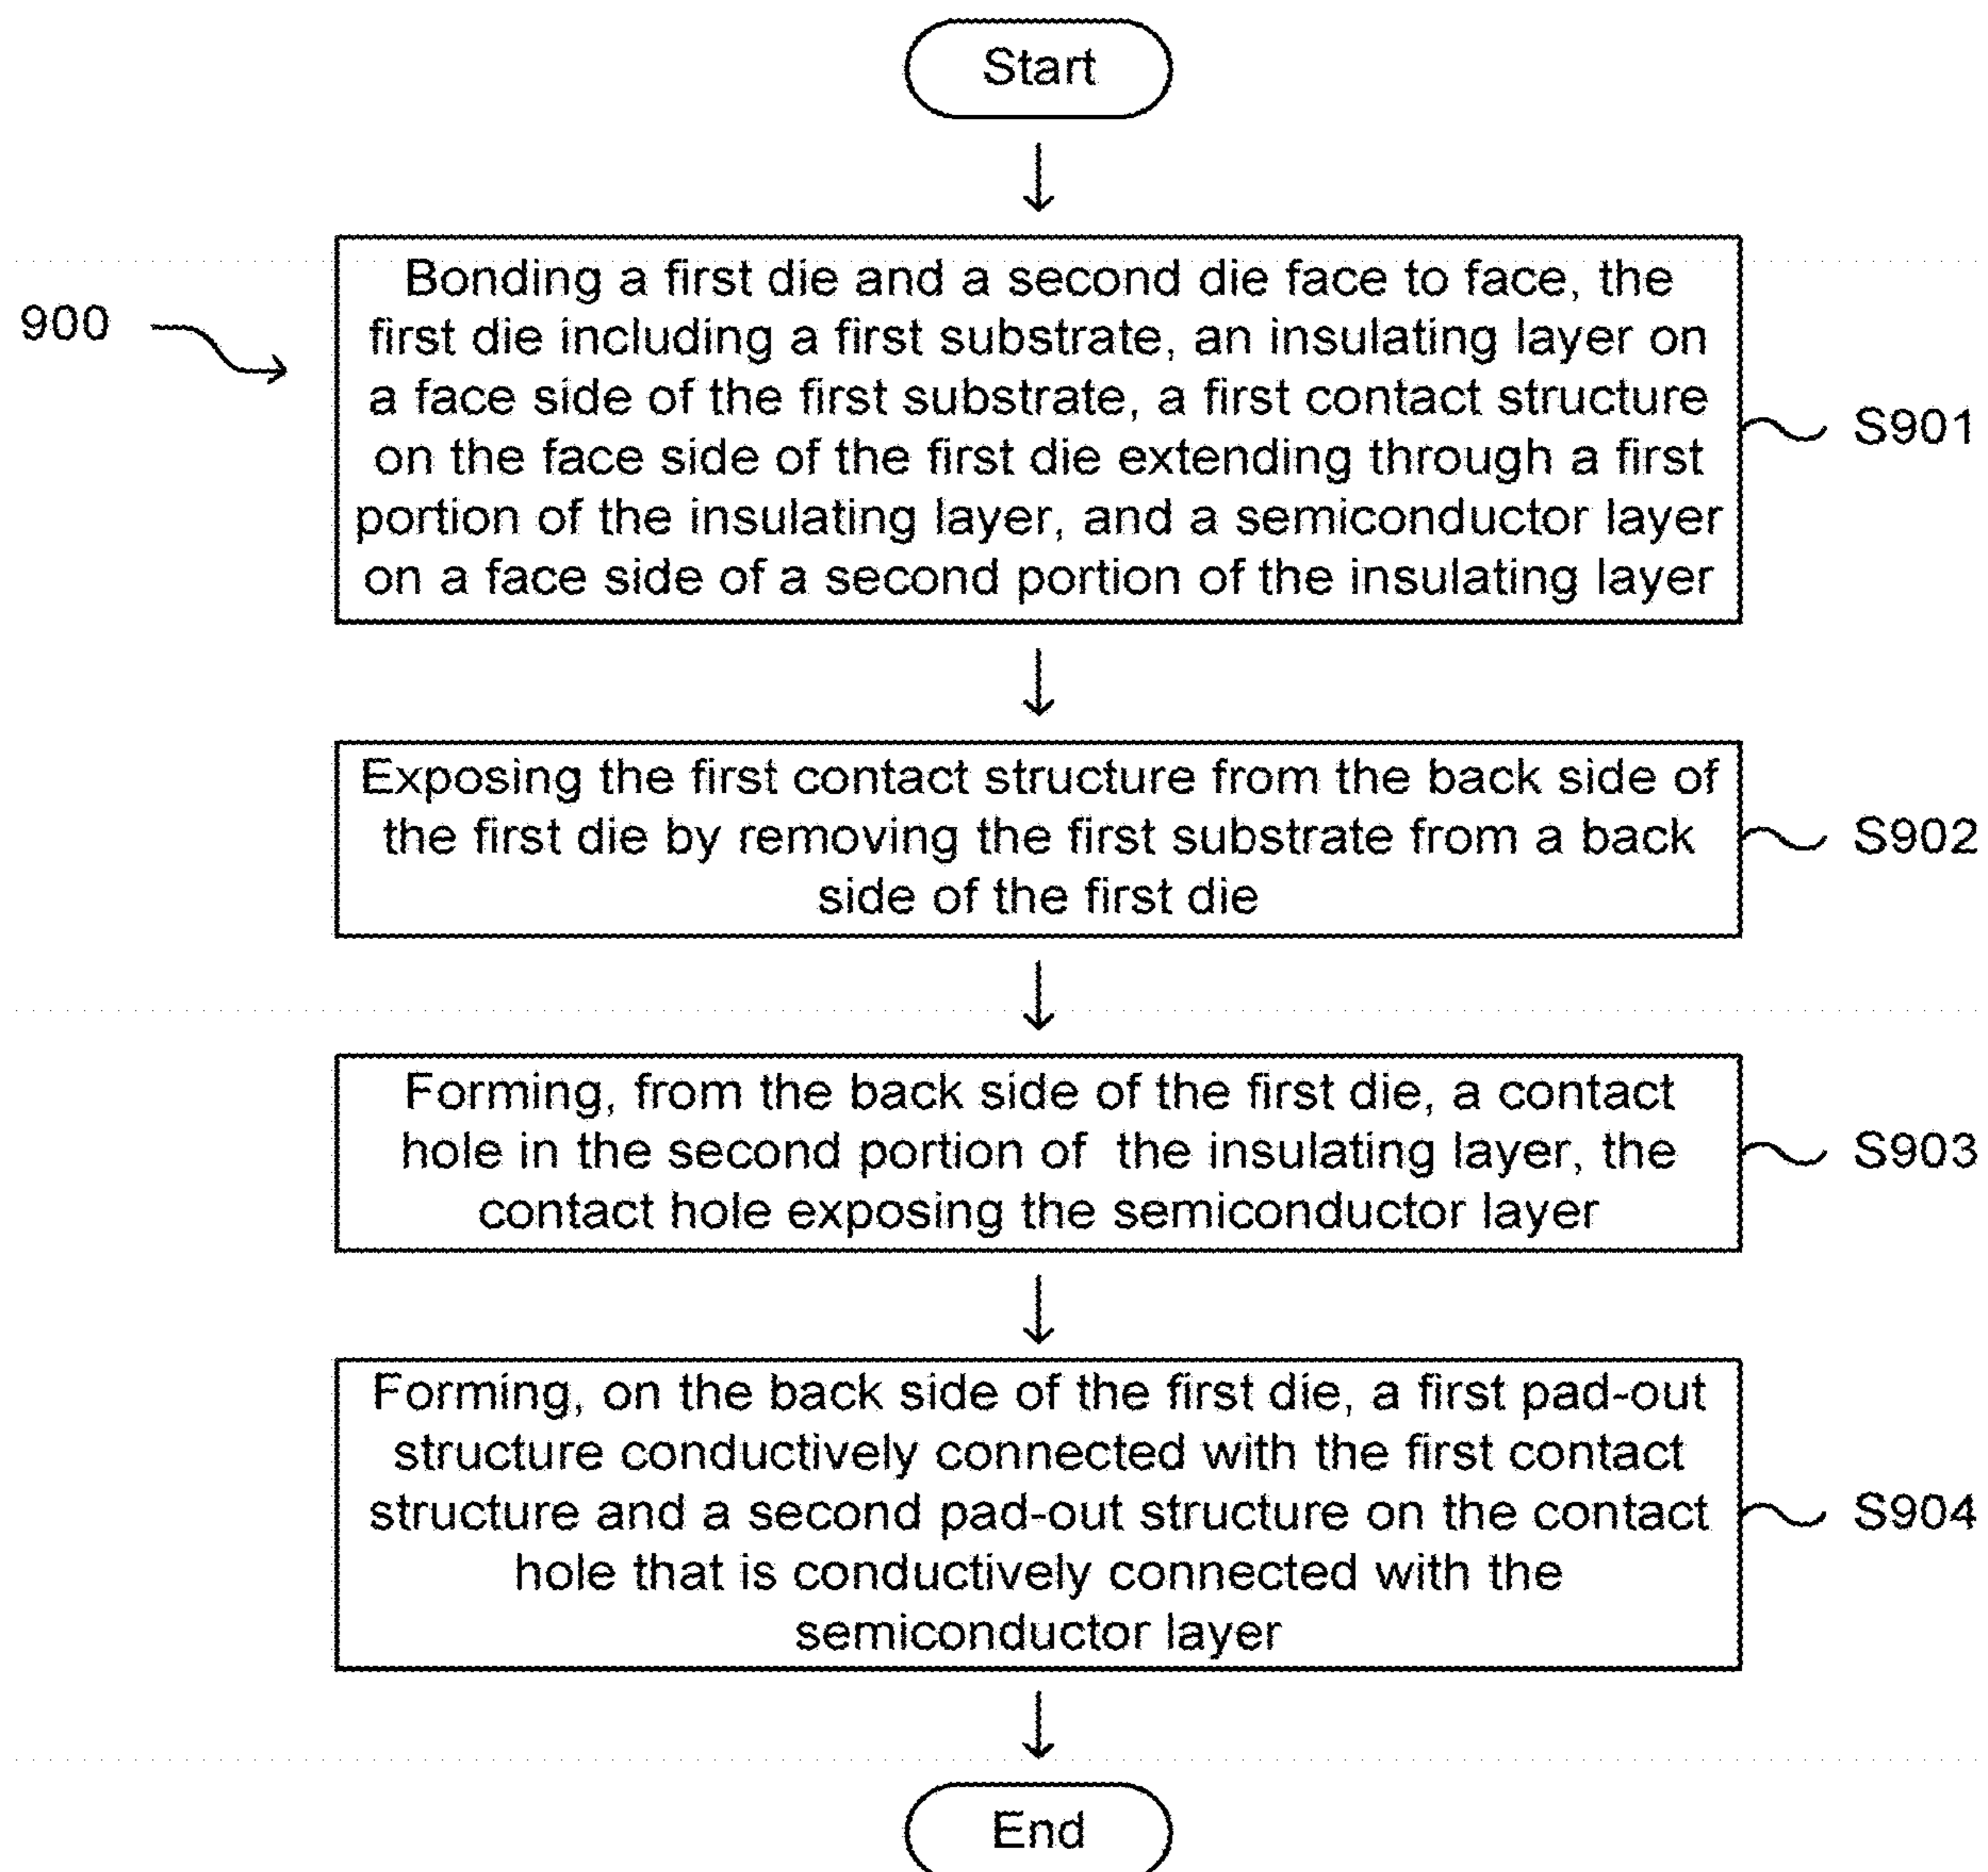 Start
900
Bonding a first die and a second die face to face, the
first die including a first substrate, an insulating layer on
a face side of the first substrate, a first contact structure
on the face side of the first die extending through a first
portion of the insulating layer, and a semiconductor layer
on a face side of a second portion of the insulating layer
S901
Exposing the first contact structure from the back side of
the first die by removing the first substrate from a back
side of the first die
S902
Forming, from the back side of the first die, a contact
hole in the second portion of the insulating layer, the
contact hole exposing the semiconductor layer
S903
Forming, on the back side of the first die, a first pad-out
structure conductively connected with the first contact
structure and a second pad-out structure on the contact
hole that is conductively connected with the
semiconductor layer
S904
End